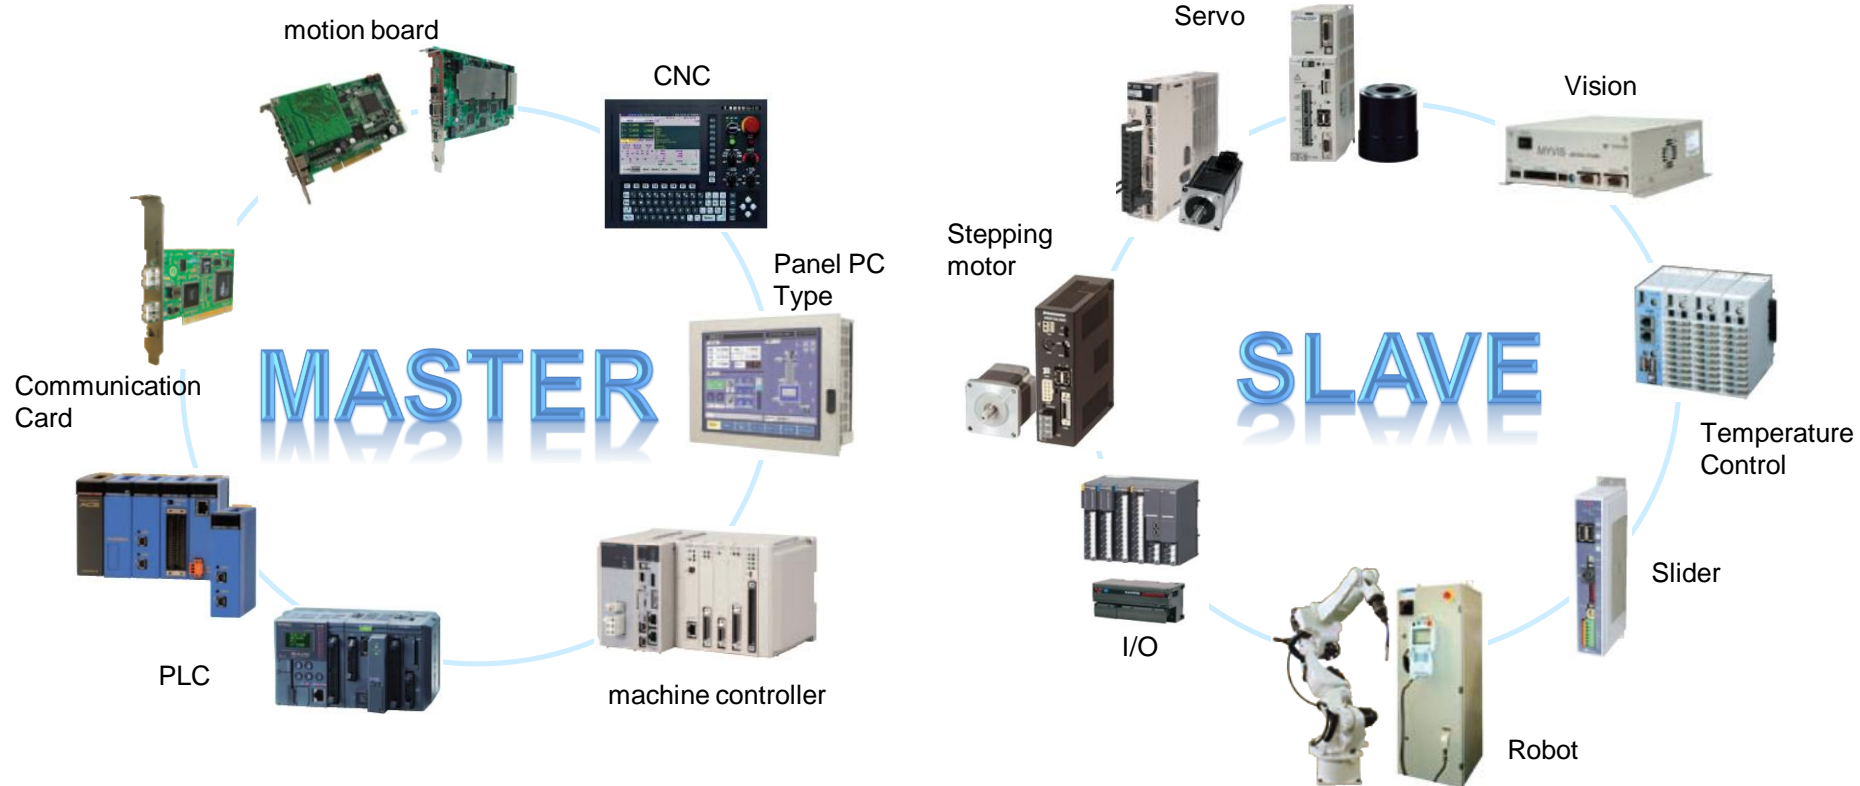 motion board
CNC
Panel PC
Type
MASTER
Communication
Card
PLC
machine controller
Servo
Vision
MYVIS
Stepping
motor
SLAVE
Temperature
Control
Slider
I/O
Robot